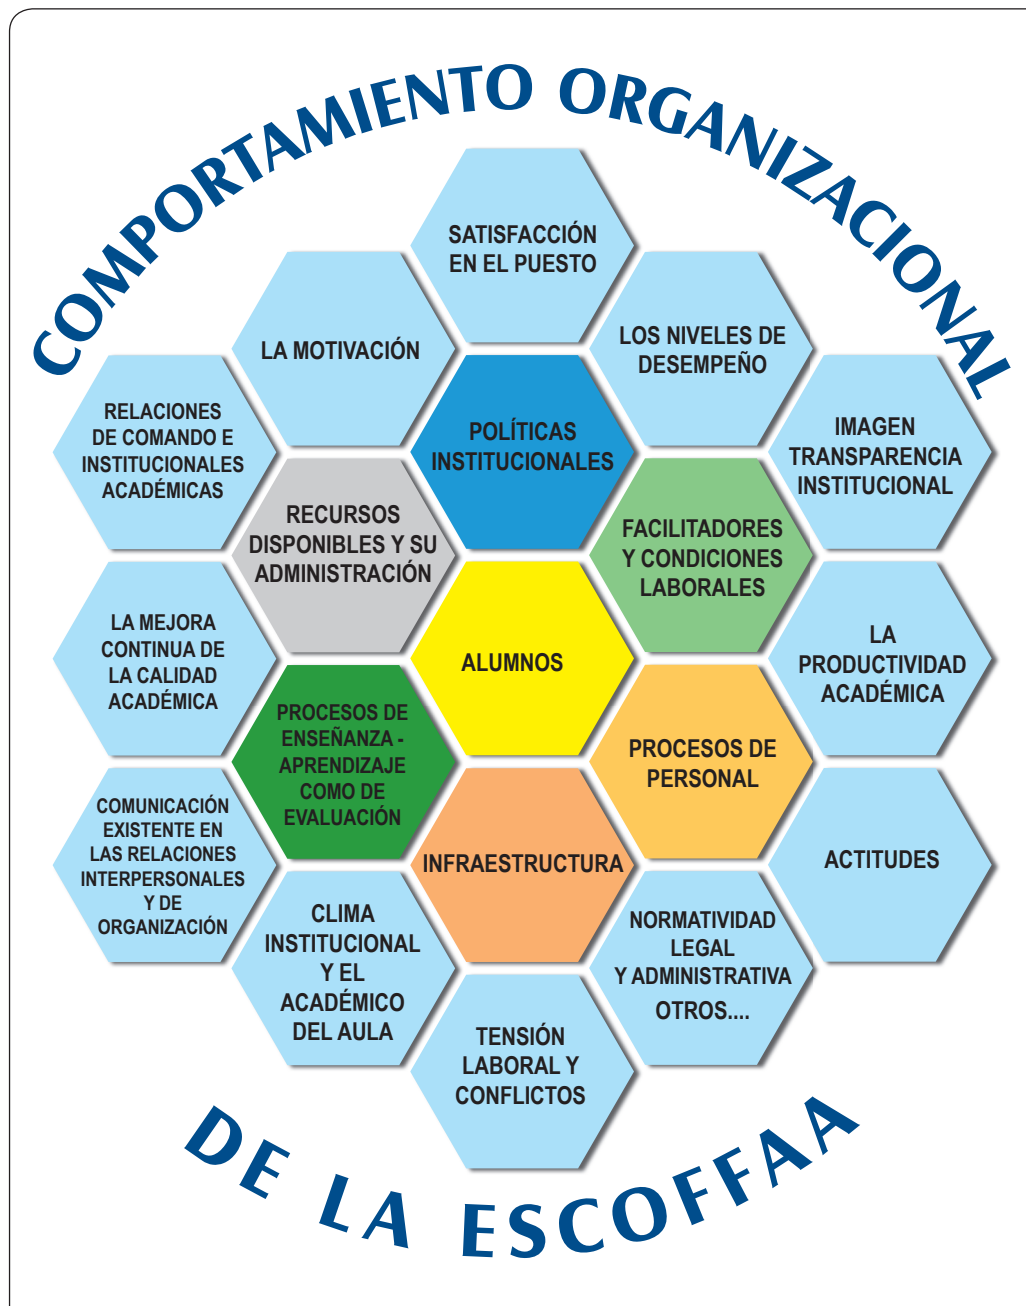 COMPORTAMIENTO ORGANIZACIONAL
SATISFACCIÓN
EN EL PUESTO
LA MOTIVACIÓN
LOS NIVELES DE
DESEMPEÑO
RELACIONES
DE COMANDO E
INSTITUCIONALES
ACADÉMICAS
POLÍTICAS
INSTITUCIONALES
IMAGEN
TRANSPARENCIA
INSTITUCIONAL
RECURSOS
DISPONIBLES Y SU
ADMINISTRACIÓN
FACILITADORES
Y CONDICIONES
LABORALES
LA MEJORA
CONTINUA DE
LA CALIDAD
ACADÉMICA
ALUMNOS
LA
PRODUCTIVIDAD
ACADÉMICA
PROCESOS DE
ENSEÑANZA -
APRENDIZAJE
COMO DE
EVALUACIÓN
PROCESOS DE
PERSONAL
COMUNICACIÓN
EXISTENTE EN
LAS RELACIONES
INTERPERSONALES
Y DE
ORGANIZACIÓN
INFRAESTRUCTURA
ACTITUDES
CLIMA
INSTITUCIONAL
Y EL
ACADÉMICO
DEL AULA
NORMATIVIDAD
LEGAL
Y ADMINISTRATIVA
OTROS....
TENSIÓN
LABORAL Y
CONFLICTOS
DE LA ESCOFFAA